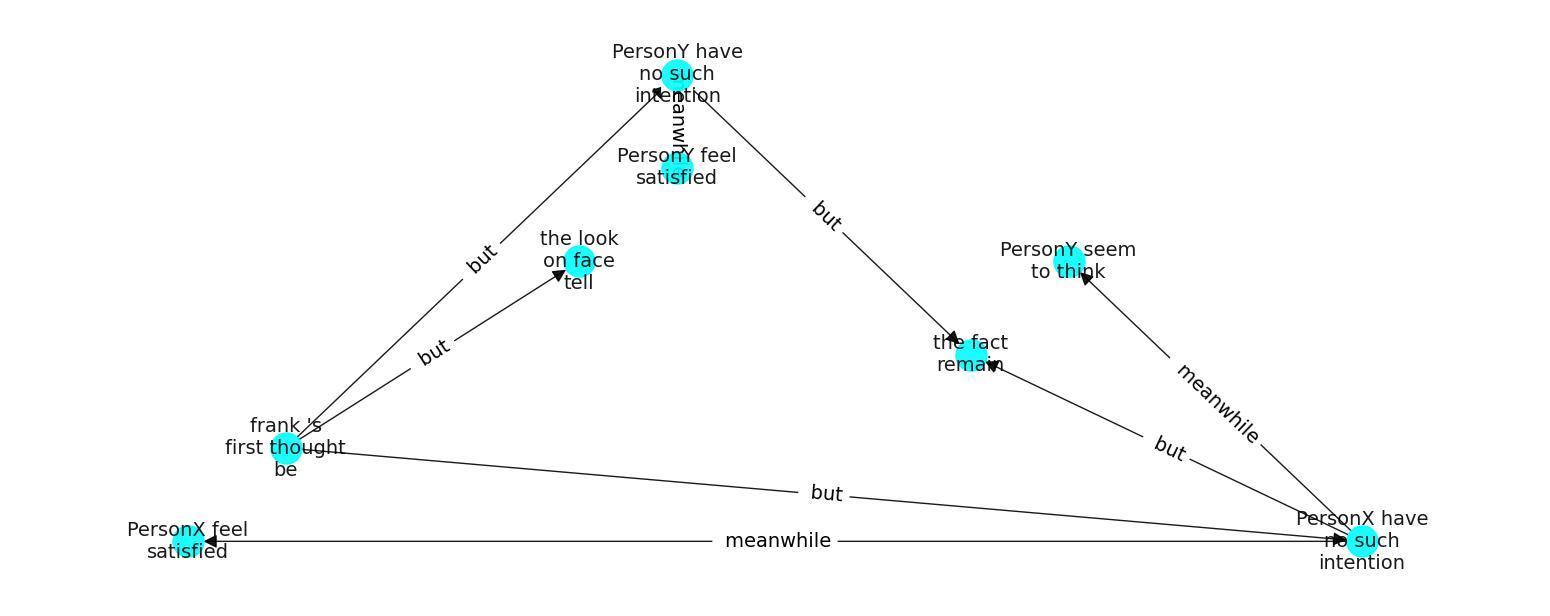 PersonY have
no such
intention
PersonY feel
satisfied
but
the look
on face
tell
PersonY seem
to think
but
the fact
remain
but
meanwhile
frank 's
first thought
be
but
but
PersonX have
no such
intention
PersonX feel
satisfied
meanwhile